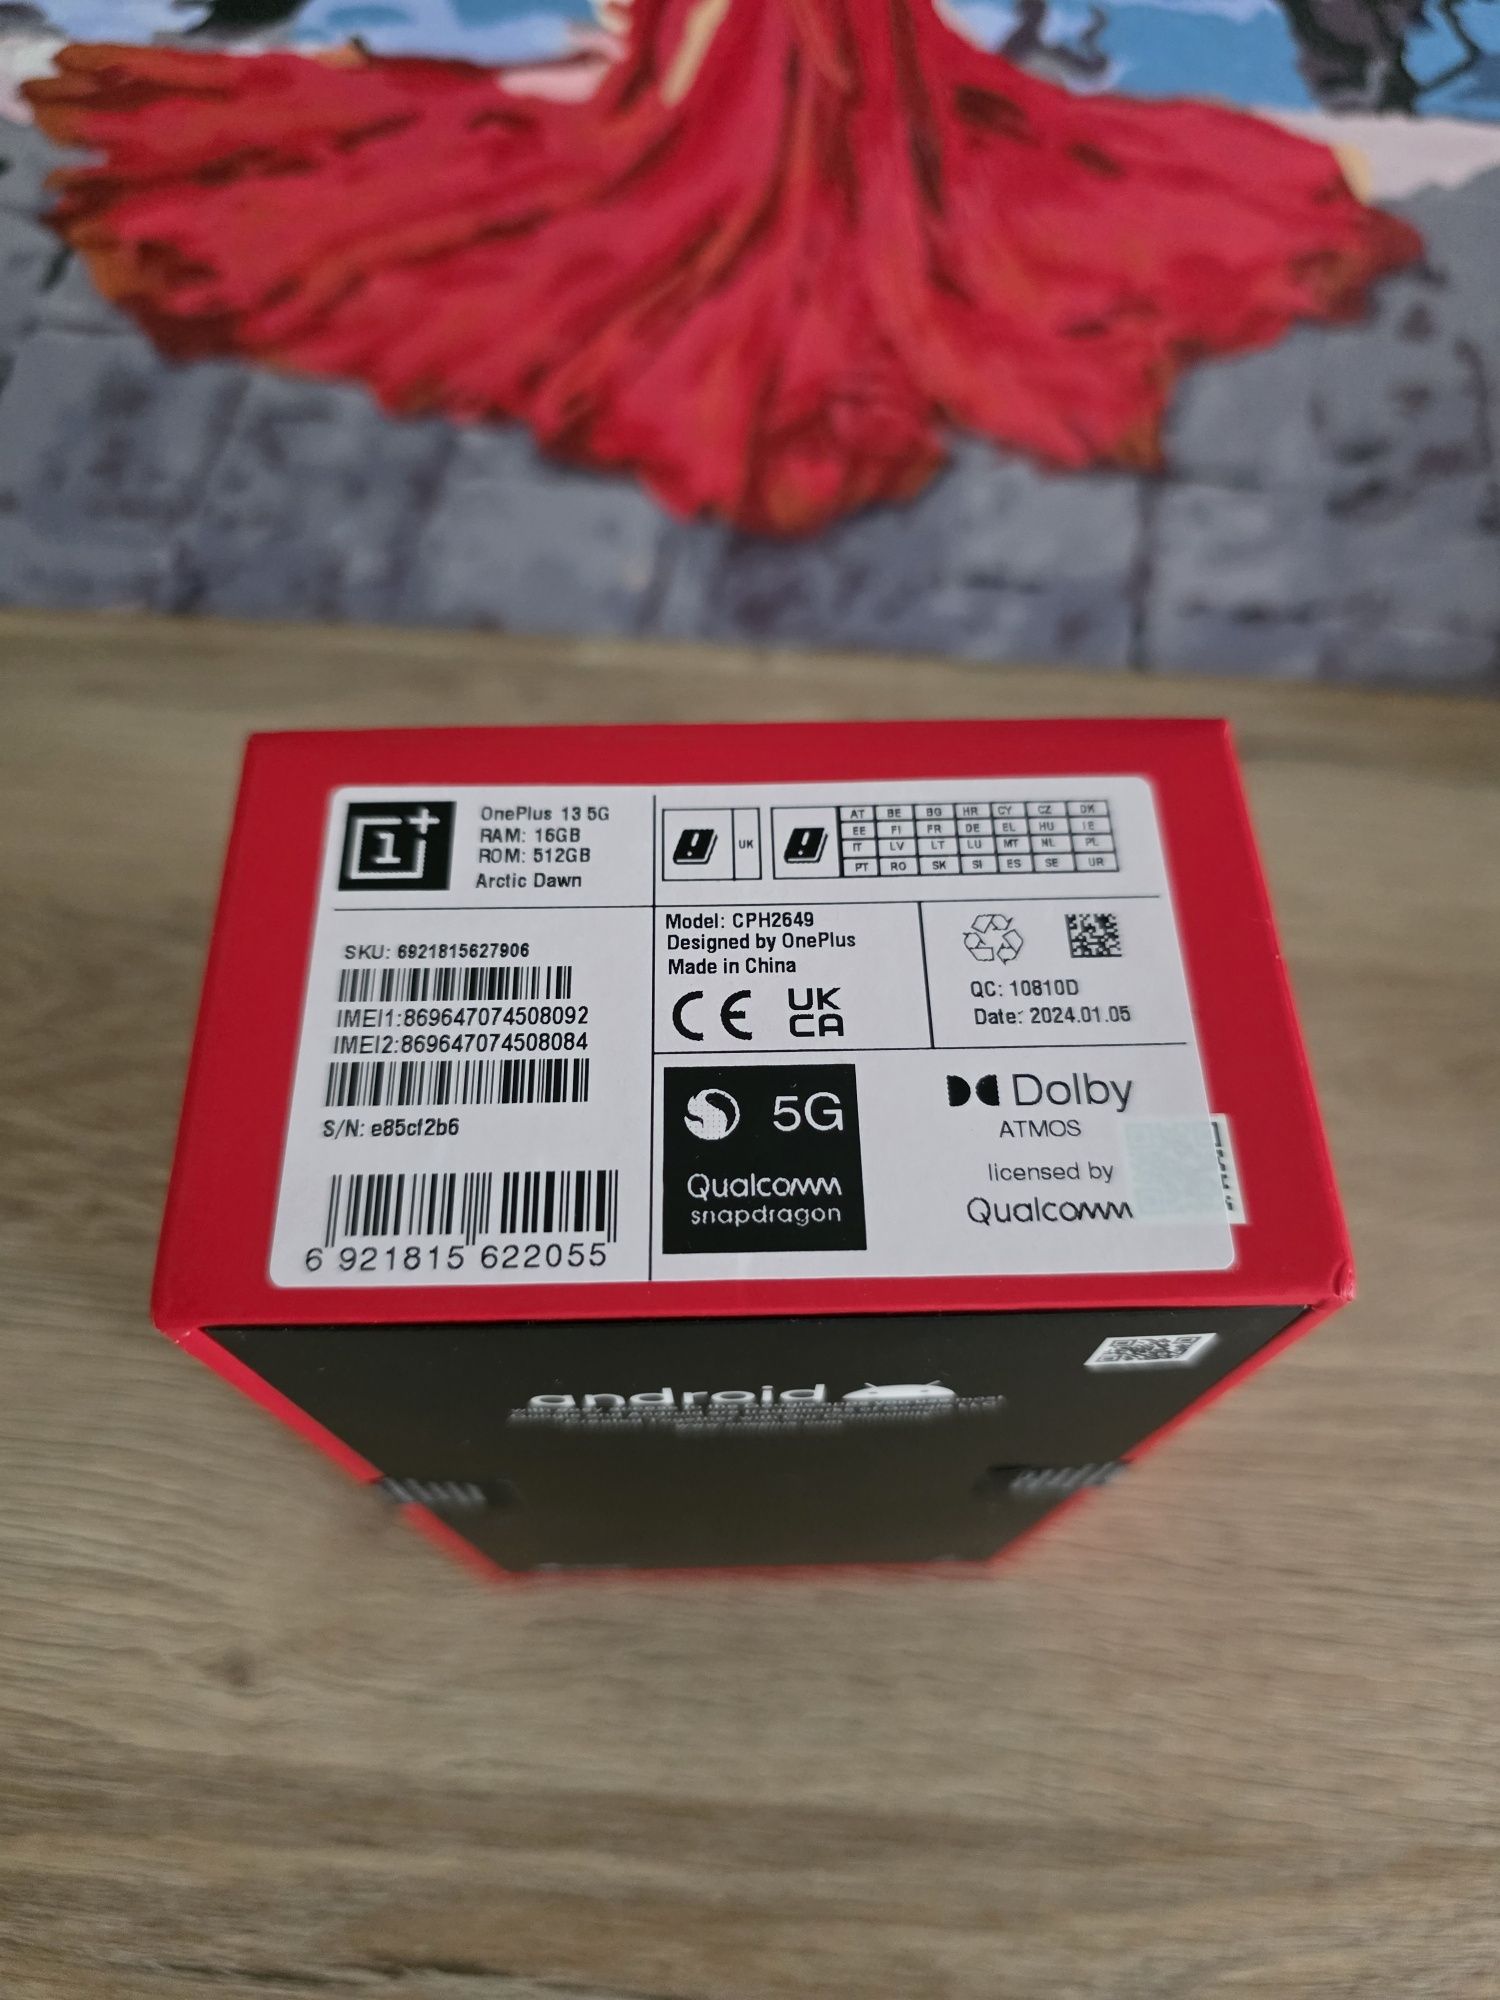 OnePlus 13 5G
RAM: 16GB
ROM: 512GB
Arctic Dawn
UK
AT BE BG HR CY CZ DK
EE FI FR DE EL HU IE
IT LV LT LU MT NL PL
PT RO SK SI ES SE UR
SKU: 6921815627906
IMEI1:869647074508092
IMEI2:869647074508084
S/N: e85cf2b6
6 921815 622055
Model: CPH2649
Designed by OnePlus
Made in China
CE UK
CA
QC: 10810D
Date: 2024.01.05
5G
Qualcomm
snapdragon
Dolby
ATMOS
licensed by
Qualcomm
android